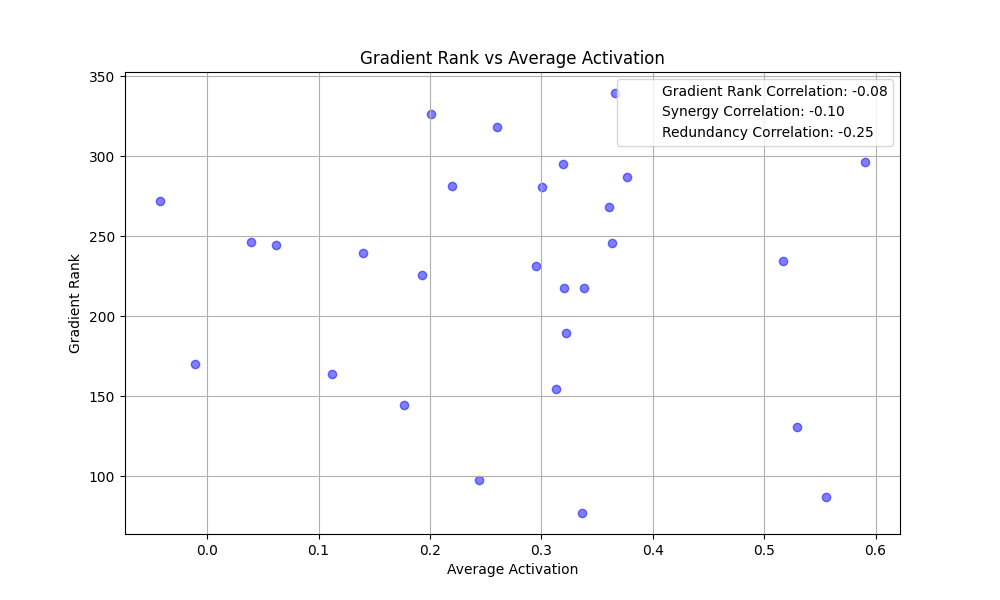 Gradient Rank vs Average Activation
Gradient Rank Correlation: -0.08
Synergy Correlation: -0.10
Redundancy Correlation: -0.25
350
300
250
200
150
100
Gradient Rank
0.0 0.1 0.2 0.3 0.4 0.5 0.6
Average Activation